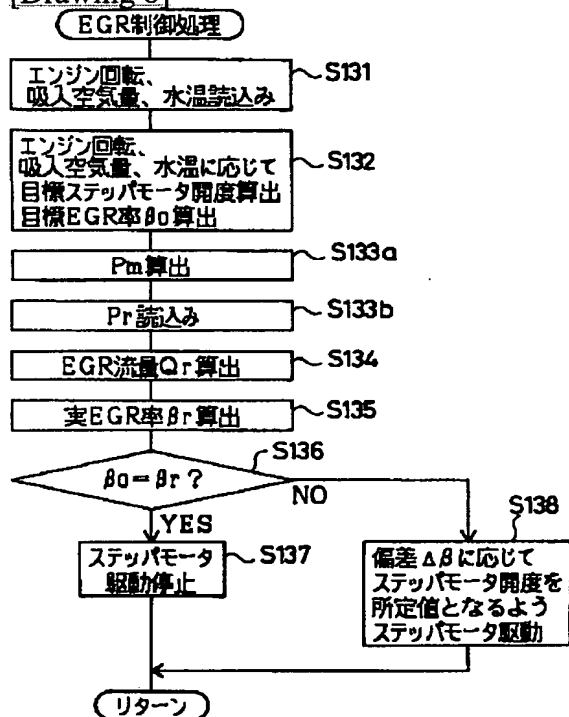 EGR制御処理
エンジン回転、
吸入空気量、水温読込み
S131
エンジン回転、
吸入空気量、水温に応じて
目標ステッパモータ開度算出
目標EGR率βo算出
S132
Pm算出
S133a
Pr読込み
S133b
EGR流量Qr算出
S134
実EGR率βr算出
S135
S136
βo=βr?
NO
YES
ステッパモータ
駆動停止
S137
S138
偏差Δβに応じて
ステッパモータ開度を
所定値となるよう
ステッパモータ駆動
リターン